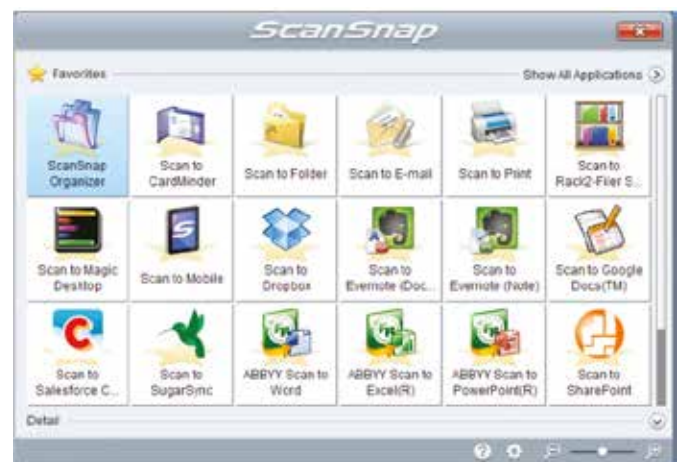 ScanSnap
Favorites
Show All Applications
ScanSnap
Organizer
Scan to
CardMinder
Scan to Folder
Scan to E-mail
Scan to Print
Scan to
Rack2-Filer S...
Scan to Magic
Desktop
Scan to Mobile
Scan to
Dropbox
Scan to
Evernote (Doc...
Scan to
Evernote (Note)
Scan to Google
Docs(TM)
Scan to
Salesforce C...
Scan to
SugarSync
ABBYY Scan to
Word
ABBYY Scan to
Excel(R)
ABBYY Scan to
PowerPoint(R)
Scan to
SharePoint
Detail